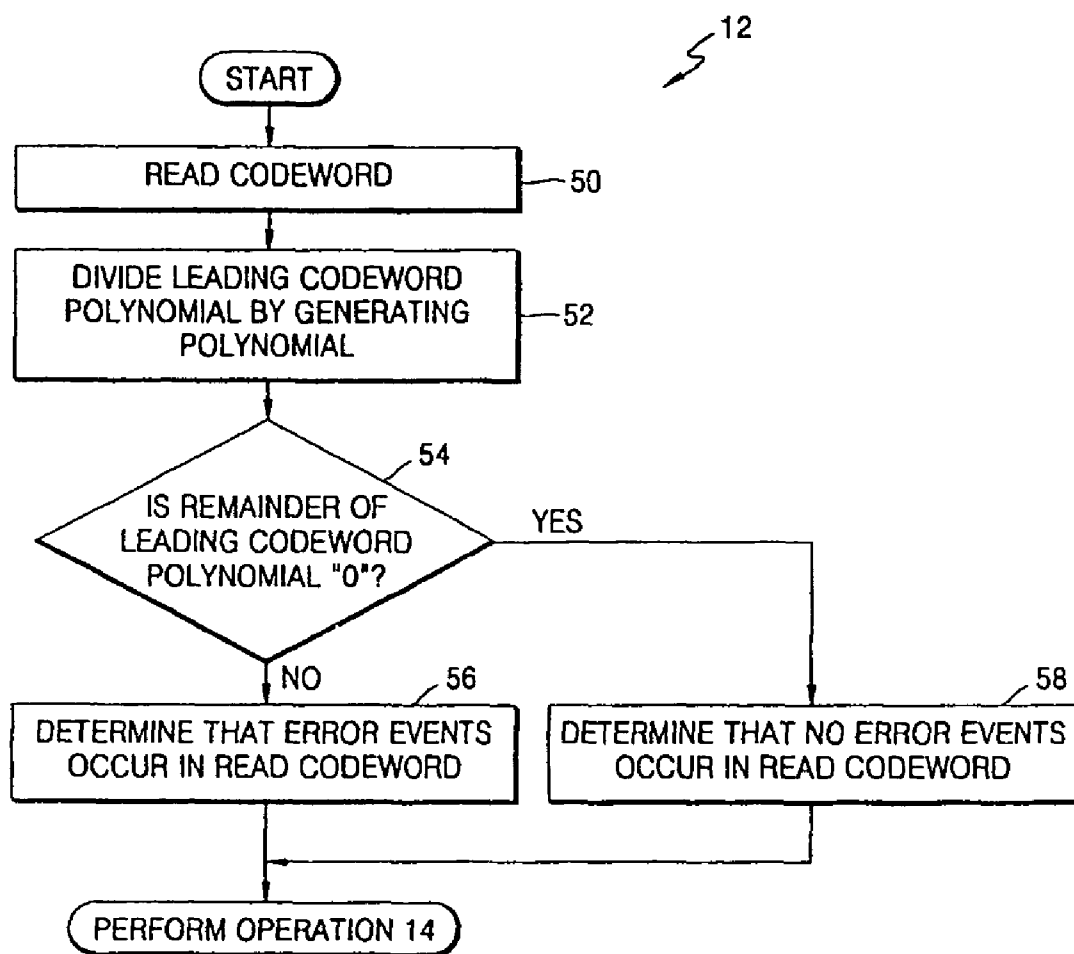 12
START
READ CODEWORD
50
DIVIDE LEADING CODEWORD
POLYNOMIAL BY GENERATING
POLYNOMIAL
52
54
IS REMAINDER OF
LEADING CODEWORD
POLYNOMIAL "0"?
YES
NO
56
DETERMINE THAT ERROR EVENTS
OCCUR IN READ CODEWORD
58
DETERMINE THAT NO ERROR EVENTS
OCCUR IN READ CODEWORD
PERFORM OPERATION 14